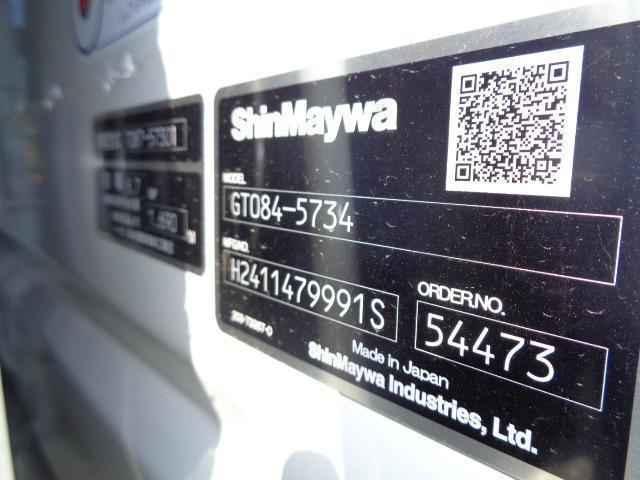 ShinMaywa
MODEL
GT084-5734
MFG.NO.
H2411479991S
ORDER.NO.
54473
Made in Japan
ShinMaywa Industries, Ltd.